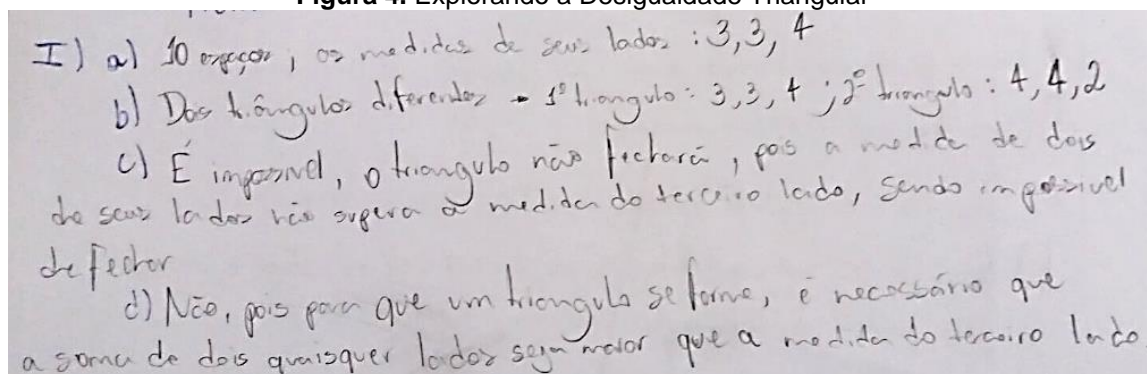 Figura 4. Explorando a Desigualdade Triangular
I) a) 10 espaços, as medidas de seus lados: 3, 3, 4
b) Dois triângulos diferentes → 1º triangulo: 3, 3, 4 ; 2º triangulo: 4, 4, 2
c) É impossível, o triangulo não fechará, pois a medida de dois
de seus lados não supera a medida do terceiro lado, sendo impossivel
de fechar
d) Não, pois para que um triangulo se forme, é necessário que
a soma de dois quaisquer lados seja maior que a medida do terceiro lado